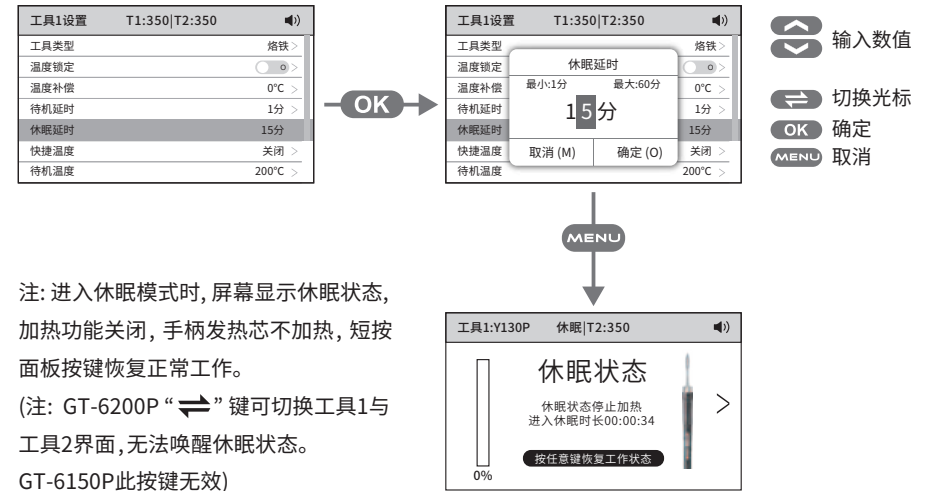 工具1设置 T1:350|T2:350
工具类型 烙铁 >
温度锁定 >
温度补偿 0°C >
待机延时 1分 >
休眠延时 15分
快捷温度 关闭 >
待机温度 200°C >
OK
工具1设置 T1:350|T2:350
工具类型 烙铁 >
温度锁定 >
温度补偿 0°C >
待机延时 1分 >
休眠延时 15分
快捷温度 关闭 >
待机温度 200°C >
休眠延时
最小:1分 最大:60分
15分
取消 (M) 确定 (O)
输入数值
切换光标
OK 确定
MENU 取消
MENU
注: 进入休眠模式时, 屏幕显示休眠状态,
加热功能关闭, 手柄发热芯不加热, 短按
面板按键恢复正常工作。
(注: GT-6200P “⇌” 键可切换工具1与
工具2界面,无法唤醒休眠状态。
GT-6150P此按键无效)
工具1:Y130P 休眠|T2:350
休眠状态
休眠状态停止加热
进入休眠时长00:00:34
按任意键恢复工作状态
0%